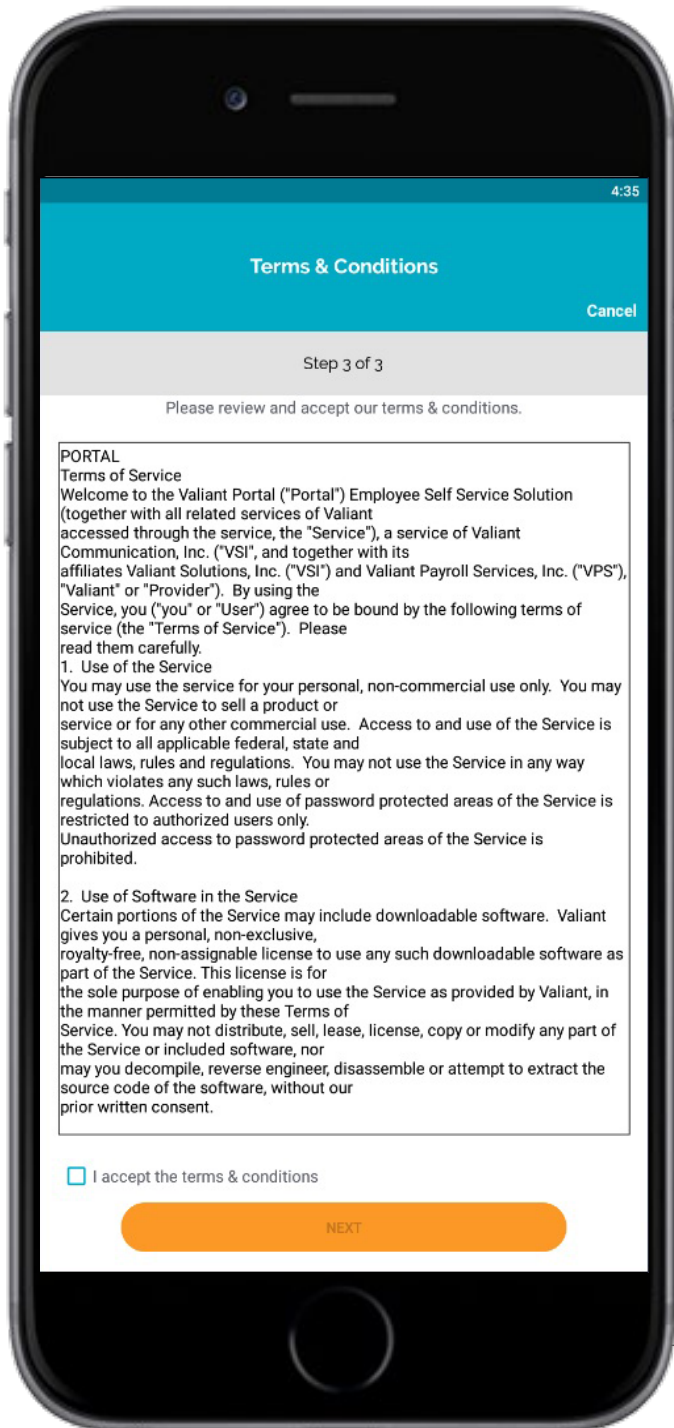 4:35
Terms & Conditions
Cancel
Step 3 of 3
Please review and accept our terms & conditions.
PORTAL
Terms of Service
Welcome to the Valiant Portal ("Portal") Employee Self Service Solution
(together with all related services of Valiant
accessed through the service, the "Service"), a service of Valiant
Communication, Inc. ("VSI", and together with its
affiliates Valiant Solutions, Inc. ("VSI") and Valiant Payroll Services, Inc. ("VPS"),
"Valiant" or "Provider").  By using the
Service, you ("you" or "User") agree to be bound by the following terms of
service (the "Terms of Service").  Please
read them carefully.
1.  Use of the Service
You may use the service for your personal, non-commercial use only.  You may
not use the Service to sell a product or
service or for any other commercial use.  Access to and use of the Service is
subject to all applicable federal, state and
local laws, rules and regulations.  You may not use the Service in any way
which violates any such laws, rules or
regulations. Access to and use of password protected areas of the Service is
restricted to authorized users only.
Unauthorized access to password protected areas of the Service is
prohibited.
2.  Use of Software in the Service
Certain portions of the Service may include downloadable software.  Valiant
gives you a personal, non-exclusive,
royalty-free, non-assignable license to use any such downloadable software as
part of the Service. This license is for
the sole purpose of enabling you to use the Service as provided by Valiant, in
the manner permitted by these Terms of
Service. You may not distribute, sell, lease, license, copy or modify any part of
the Service or included software, nor
may you decompile, reverse engineer, disassemble or attempt to extract the
source code of the software, without our
prior written consent.
I accept the terms & conditions
NEXT